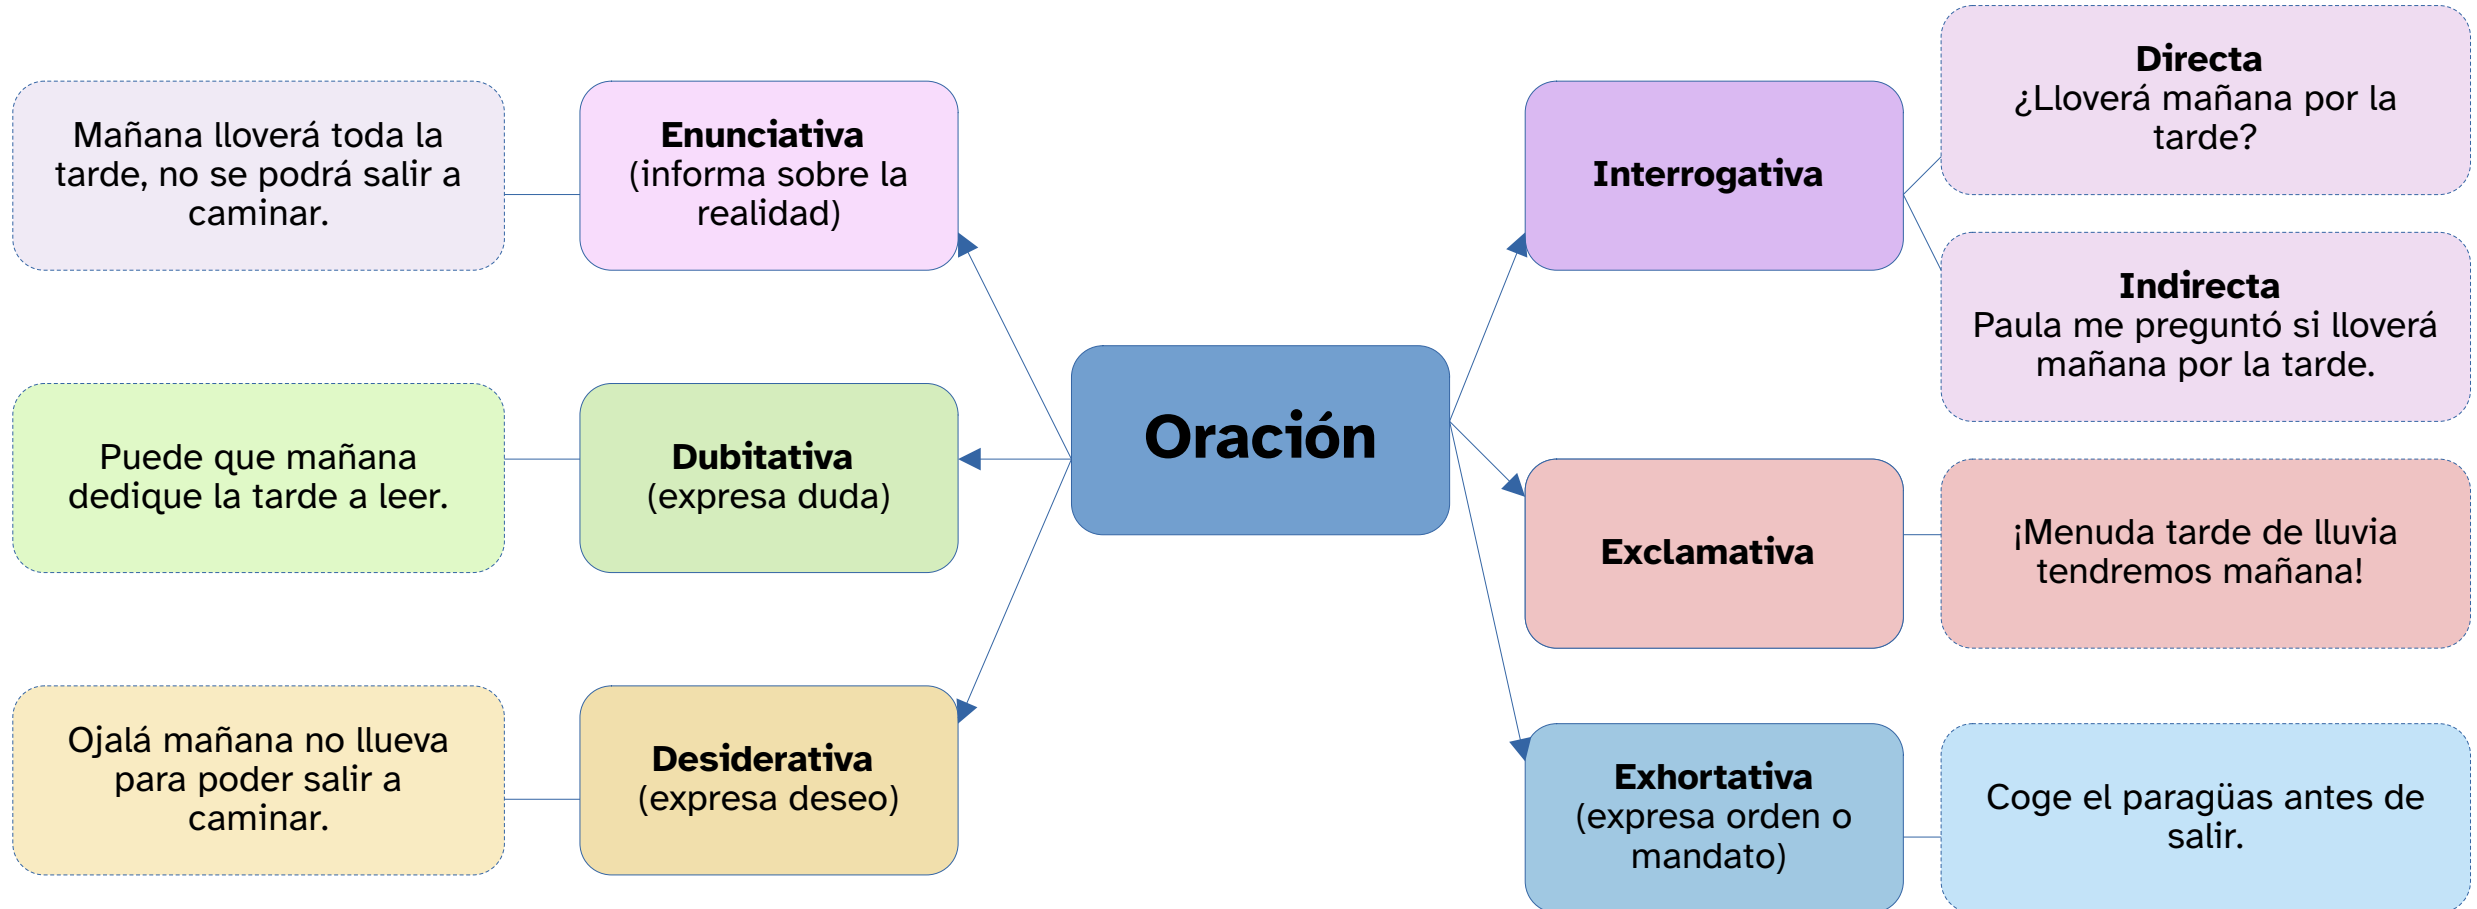 Mañana lloverá toda la
tarde, no se podrá salir a
caminar.
Enunciativa
(informa sobre la
realidad)
Puede que mañana
dedique la tarde a leer.
Dubitativa
(expresa duda)
Ojalá mañana no llueva
para poder salir a
caminar.
Desiderativa
(expresa deseo)
Oración
Interrogativa
Directa
¿Lloverá mañana por la
tarde?
Indirecta
Paula me preguntó si lloverá
mañana por la tarde.
Exclamativa
¡Menuda tarde de lluvia
tendremos mañana!
Exhortativa
(expresa orden o
mandato)
Coge el paragüas antes de
salir.